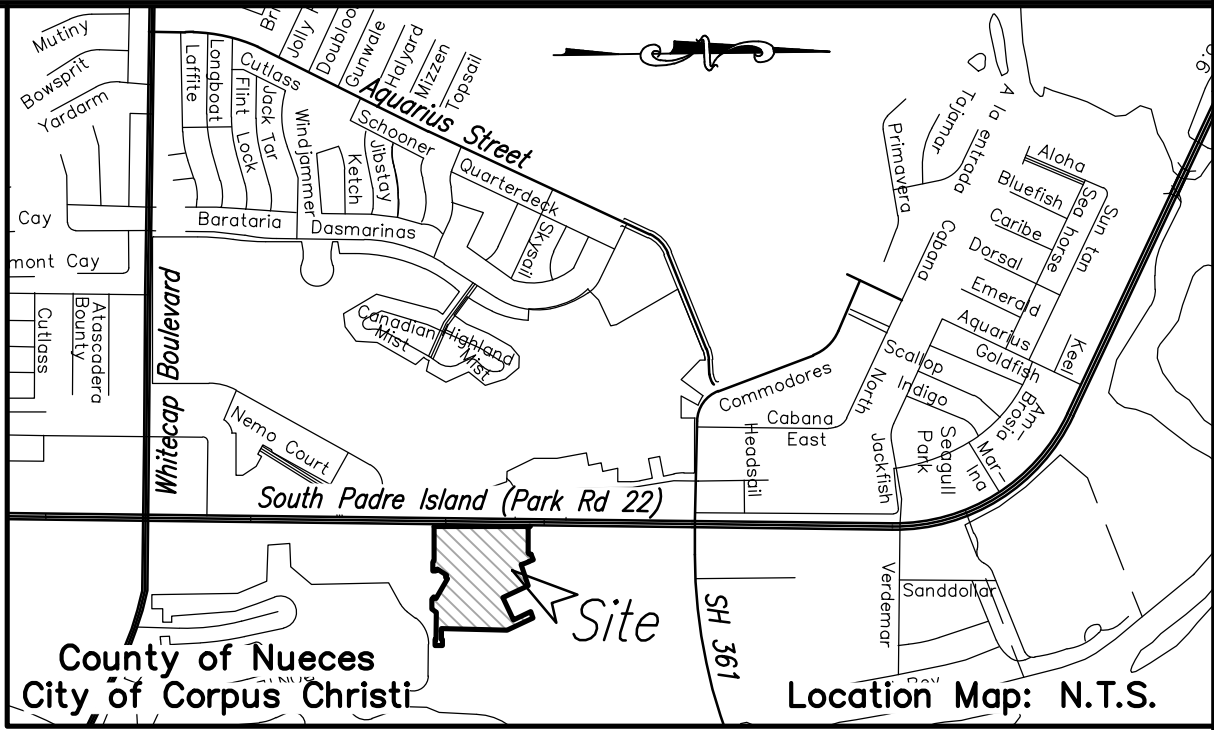 Mutiny
Bowsprit
Yardarm
Laffite
Longboat
Cutlass
Flint Lock
Jack Tar
Windjammer
Jolly
Doubloo
Gunwale
Halyard
Mizzen
Topsail
Aquarius Street
Schooner
Ketch
Jibstay
Quarterdeck
Skysail
Barataria
Dasmarinas
Cay
mont Cay
Cutlass
Bounty
Atascadera
Whitecap Boulevard
Canadian
Mist
Highland
Mist
Nemo Court
South Padre Island (Park Rd 22)
A la entrada
Tajamar
Primavera
Cabana
Aloha
Bluefish
Caribe
Dorsal
Emerald
Aquarius
Goldfish
Sea horse
Sun tan
Keel
Scallop
Indigo
North
Am-
Brosia
Mar-
Ina
Seagull
Park
Jackfish
Commodores
Cabana
East
Headsail
Verdemar
Sanddollar
SH 361
Site
County of Nueces
City of Corpus Christi
Location Map: N.T.S.